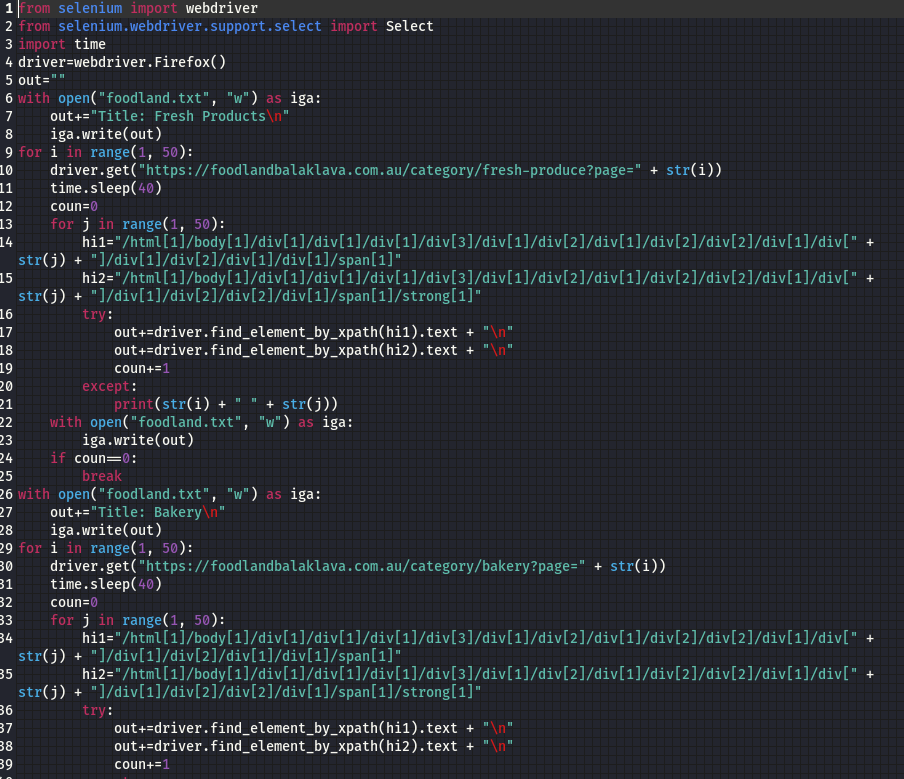 1 from selenium import webdriver
2 from selenium.webdriver.support.select import Select
3 import time
4 driver=webdriver.Firefox()
5 out=""
6 with open("foodland.txt", "w") as iga:
7     out+="Title: Fresh Products\n"
8     iga.write(out)
9 for i in range(1, 50):
10     driver.get("https://foodlandbalaklava.com.au/category/fresh-produce?page=" + str(i))
11     time.sleep(40)
12     coun=0
13     for j in range(1, 50):
14         hi1="/html[1]/body[1]/div[1]/div[1]/div[1]/div[3]/div[1]/div[2]/div[1]/div[2]/div[2]/div[1]/div[" +
str(j) + "]/div[1]/div[2]/div[1]/div[1]/span[1]"
15         hi2="/html[1]/body[1]/div[1]/div[1]/div[1]/div[3]/div[1]/div[2]/div[1]/div[2]/div[2]/div[1]/div[" +
str(j) + "]/div[1]/div[2]/div[2]/div[1]/span[1]/strong[1]"
16         try:
17             out+=driver.find_element_by_xpath(hi1).text + "\n"
18             out+=driver.find_element_by_xpath(hi2).text + "\n"
19             coun+=1
20         except:
21             print(str(i) + " " + str(j))
22     with open("foodland.txt", "w") as iga:
23         iga.write(out)
24     if coun==0:
25         break
26 with open("foodland.txt", "w") as iga:
27     out+="Title: Bakery\n"
28     iga.write(out)
29 for i in range(1, 50):
30     driver.get("https://foodlandbalaklava.com.au/category/bakery?page=" + str(i))
31     time.sleep(40)
32     coun=0
33     for j in range(1, 50):
34         hi1="/html[1]/body[1]/div[1]/div[1]/div[1]/div[3]/div[1]/div[2]/div[1]/div[2]/div[2]/div[1]/div[" +
str(j) + "]/div[1]/div[2]/div[1]/div[1]/span[1]"
35         hi2="/html[1]/body[1]/div[1]/div[1]/div[1]/div[3]/div[1]/div[2]/div[1]/div[2]/div[2]/div[1]/div[" +
str(j) + "]/div[1]/div[2]/div[2]/div[1]/span[1]/strong[1]"
36         try:
37             out+=driver.find_element_by_xpath(hi1).text + "\n"
38             out+=driver.find_element_by_xpath(hi2).text + "\n"
39             coun+=1